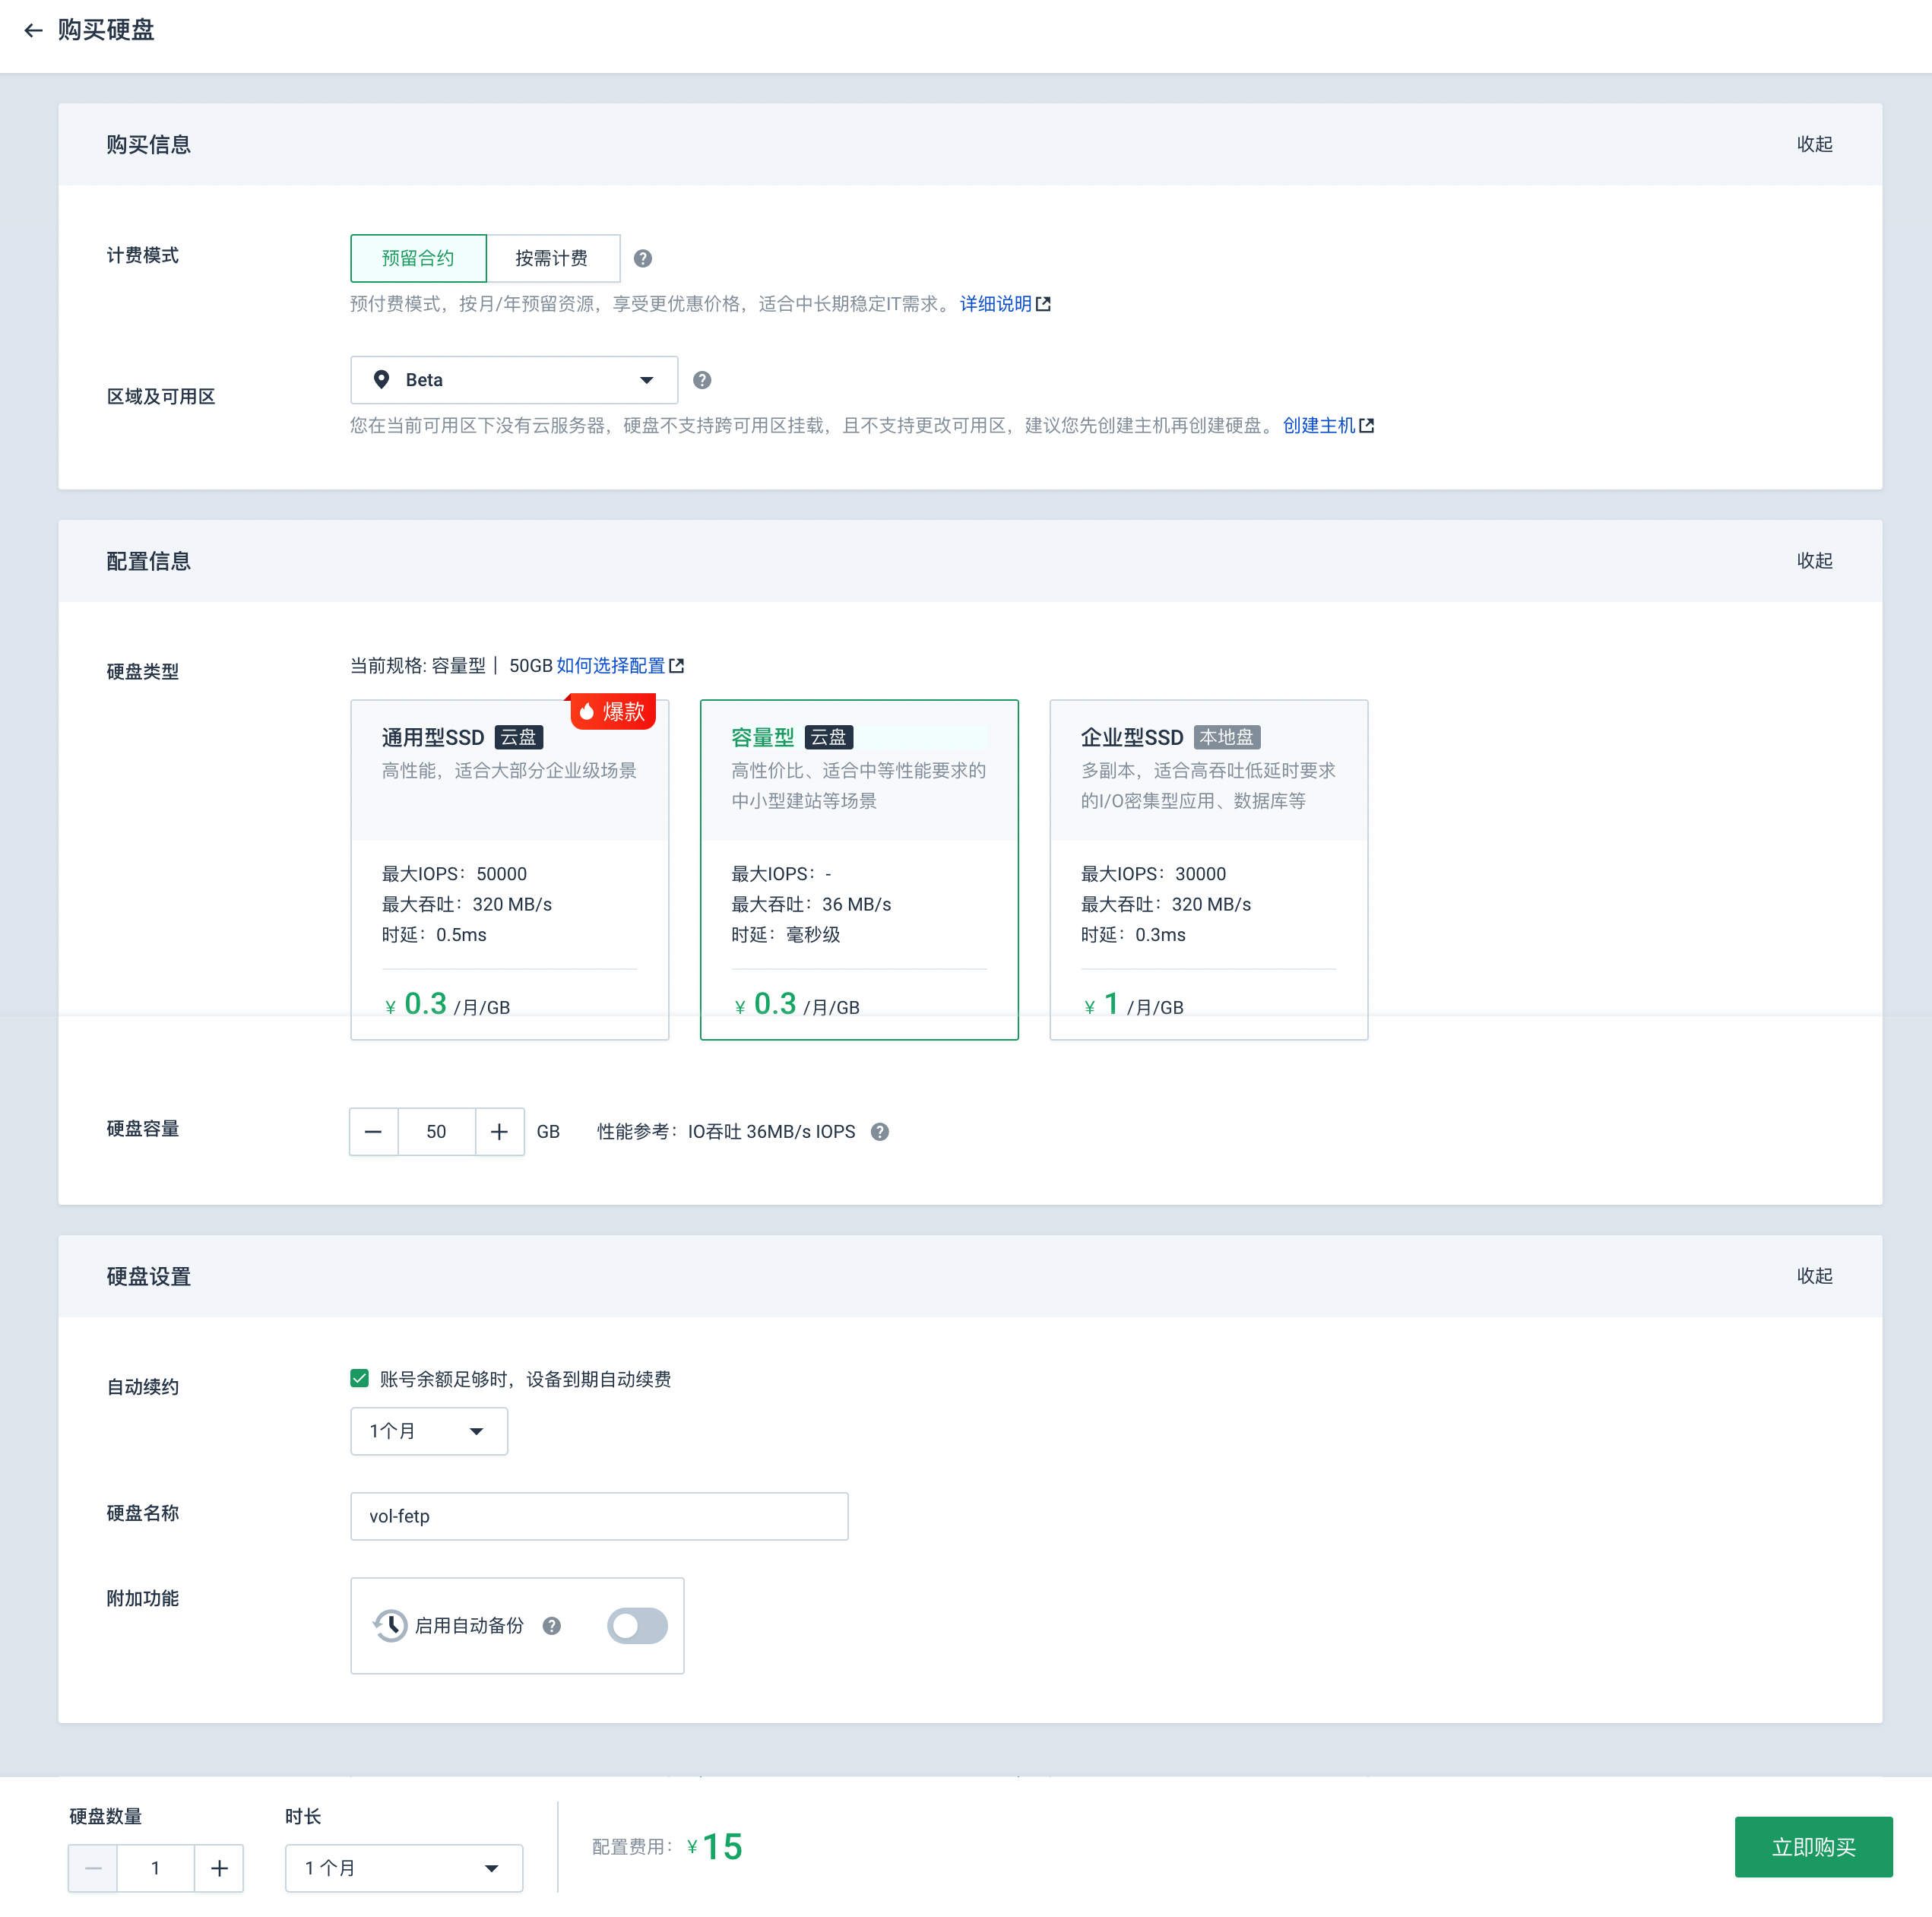 购买硬盘
购买信息
收起
计费模式
预留合约
按需计费
预付费模式，按月/年预留资源，享受更优惠价格，适合中长期稳定IT需求。 详细说明
区域及可用区
Beta
您在当前可用区下没有云服务器，硬盘不支持跨可用区挂载，且不支持更改可用区，建议您先创建主机再创建硬盘。 创建主机
配置信息
收起
硬盘类型
当前规格: 容量型｜ 50GB 如何选择配置
爆款
通用型SSD 云盘
高性能，适合大部分企业级场景
最大IOPS：50000
最大吞吐：320 MB/s
时延：0.5ms
¥ 0.3 /月/GB
容量型 云盘
高性价比、适合中等性能要求的
中小型建站等场景
最大IOPS：-
最大吞吐：36 MB/s
时延：毫秒级
¥ 0.3 /月/GB
企业型SSD 本地盘
多副本，适合高吞吐低延时要求
的I/O密集型应用、数据库等
最大IOPS：30000
最大吞吐：320 MB/s
时延：0.3ms
¥ 1 /月/GB
硬盘容量
50
GB
性能参考：IO吞吐 36MB/s IOPS
硬盘设置
收起
自动续约
账号余额足够时，设备到期自动续费
1个月
硬盘名称
vol-fetp
附加功能
启用自动备份
硬盘数量
1
时长
1 个月
配置费用：¥ 15
立即购买